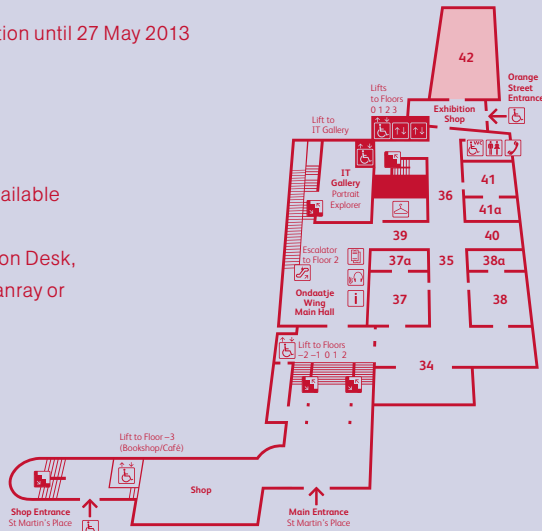 tion until 27 May 2013
ailable
on Desk,
anray or
42
Orange
Street
Entrance
Exhibition
Shop
Lifts
to Floors
0 1 2 3
Lift to
IT Gallery
WC
IT
Gallery
Portrait
Explorer
36
41
41a
39
40
Escalator
to Floor 2
37a
35
38a
i
Ondaatje
Wing
Main Hall
37
38
Lift to Floors
–2 –1 0 1 2
34
Lift to Floor –3
(Bookshop/Café)
Shop
Shop Entrance
St Martin's Place
Main Entrance
St Martin's Place